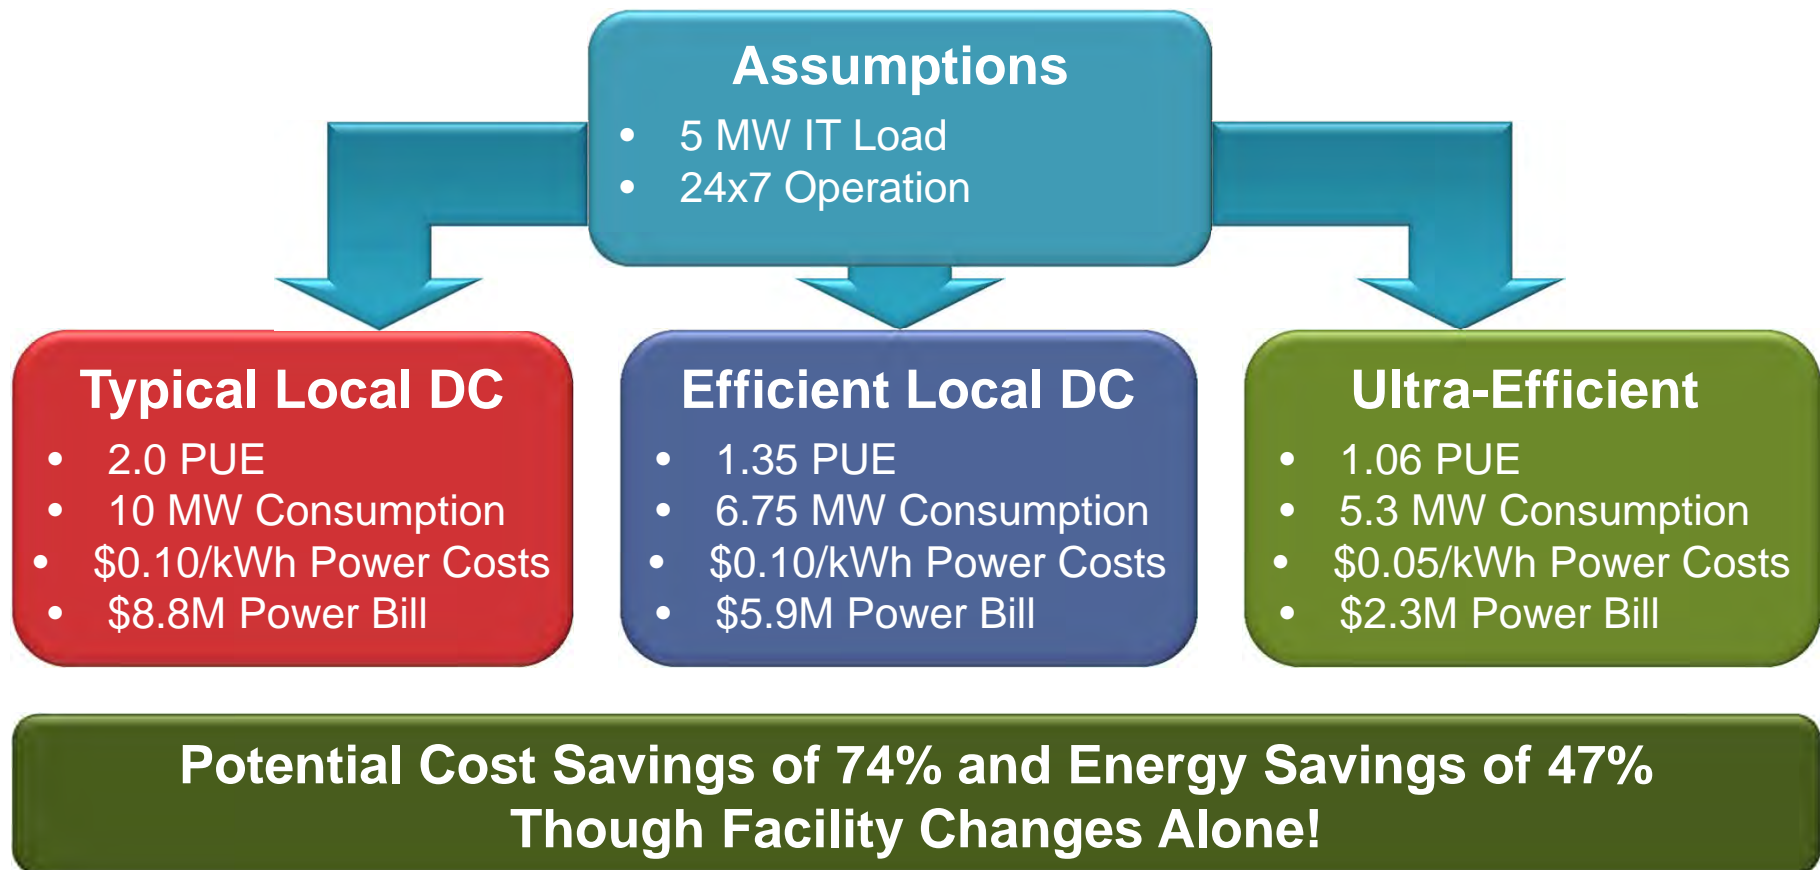 Assumptions
• 5 MW IT Load
• 24x7 Operation
Typical Local DC
• 2.0 PUE
• 10 MW Consumption
• $0.10/kWh Power Costs
• $8.8M Power Bill
Efficient Local DC
• 1.35 PUE
• 6.75 MW Consumption
• $0.10/kWh Power Costs
• $5.9M Power Bill
Ultra-Efficient
• 1.06 PUE
• 5.3 MW Consumption
• $0.05/kWh Power Costs
• $2.3M Power Bill
Potential Cost Savings of 74% and Energy Savings of 47%
Though Facility Changes Alone!